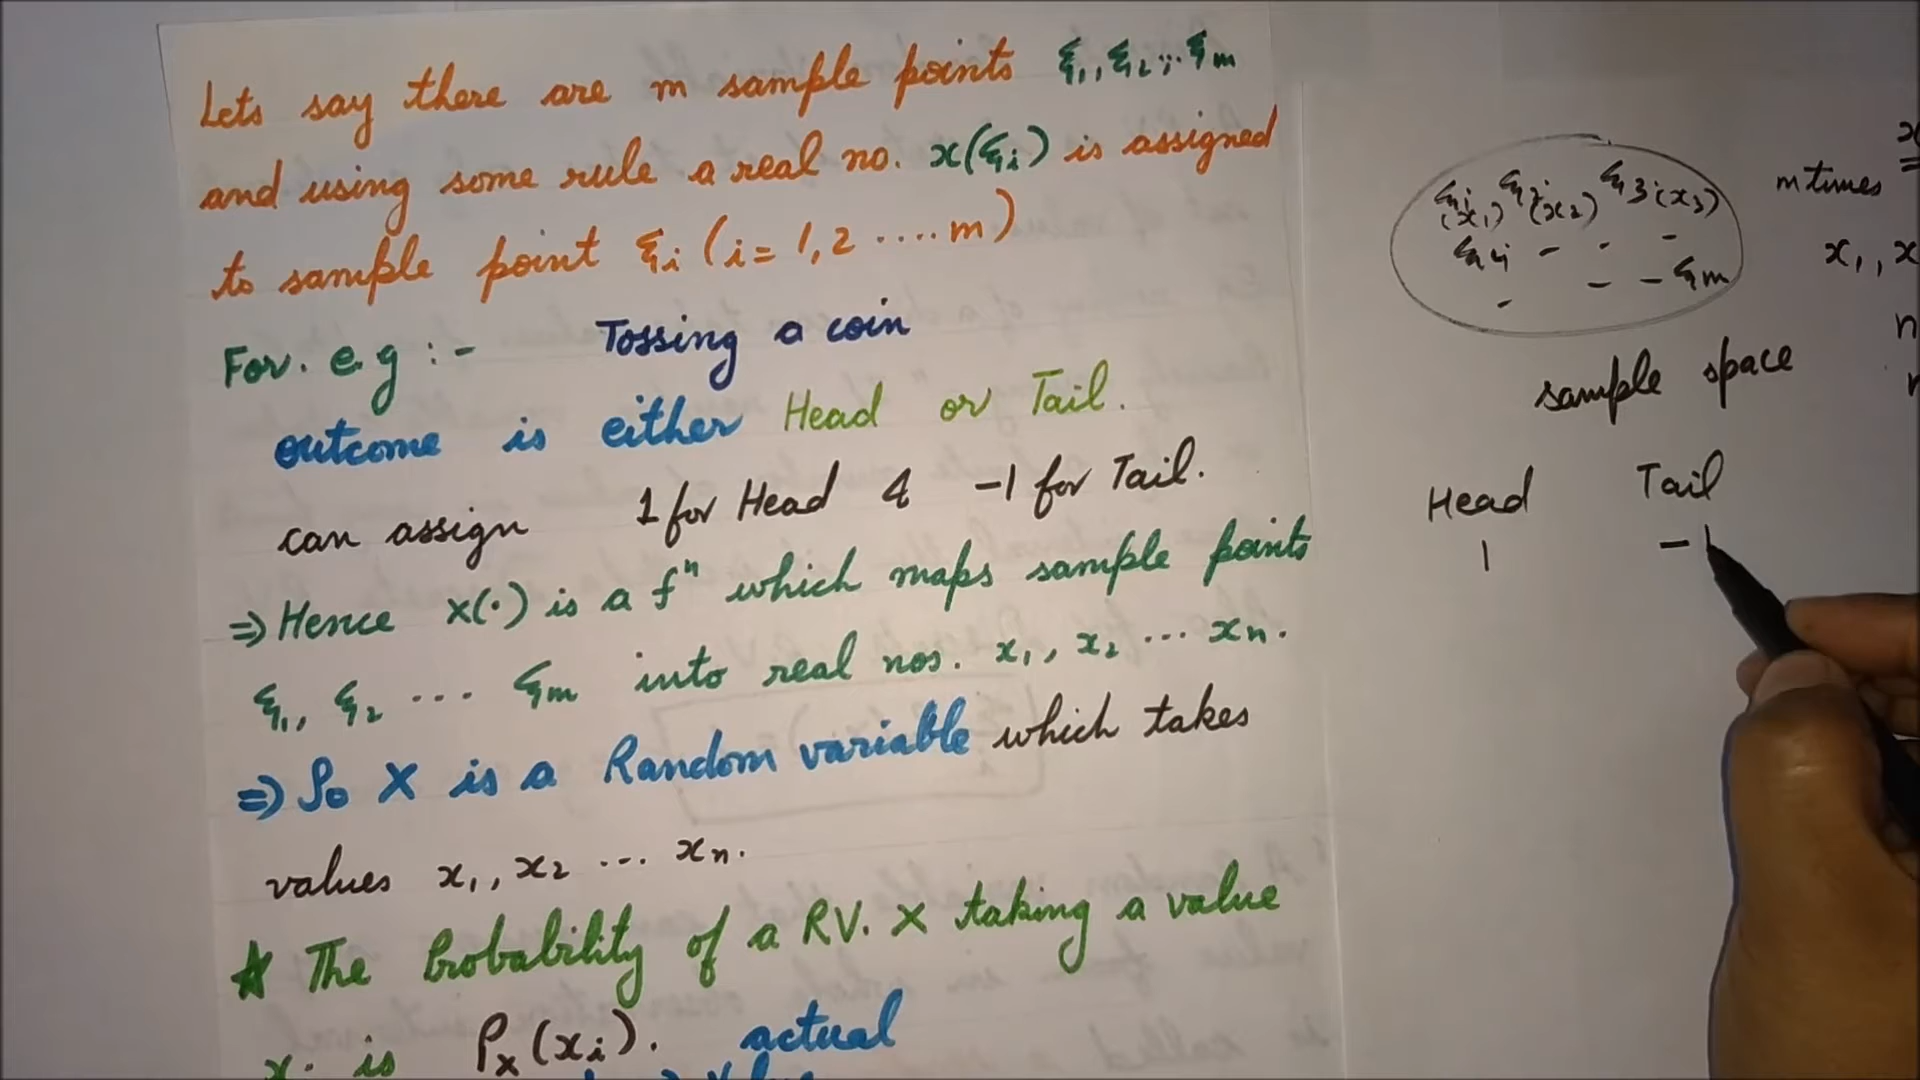 Lets say there are m sample points ξ₁, ξ₂, ... ξm
and using some rule a real no. x(ξi) is assigned
to sample point ξi (i = 1, 2 .... m)
For. e.g :- Tossing a coin
outcome is either Head or Tail.
can assign 1 for Head & -1 for Tail.
⇒ Hence x(·) is a fⁿ which maps sample points
ξ₁, ξ₂ ... ξm into real nos. x₁, x₂ ... xn.
⇒ So X is a Random variable which takes
values x₁, x₂ ... xn.
☆ The Probability of a RV. X taking a value
is Px(xi). actual
m times
(x₁) (x₂) (x₃)
- - -
- - - ξm
x₁, x
sample space
Head Tail
1 -1